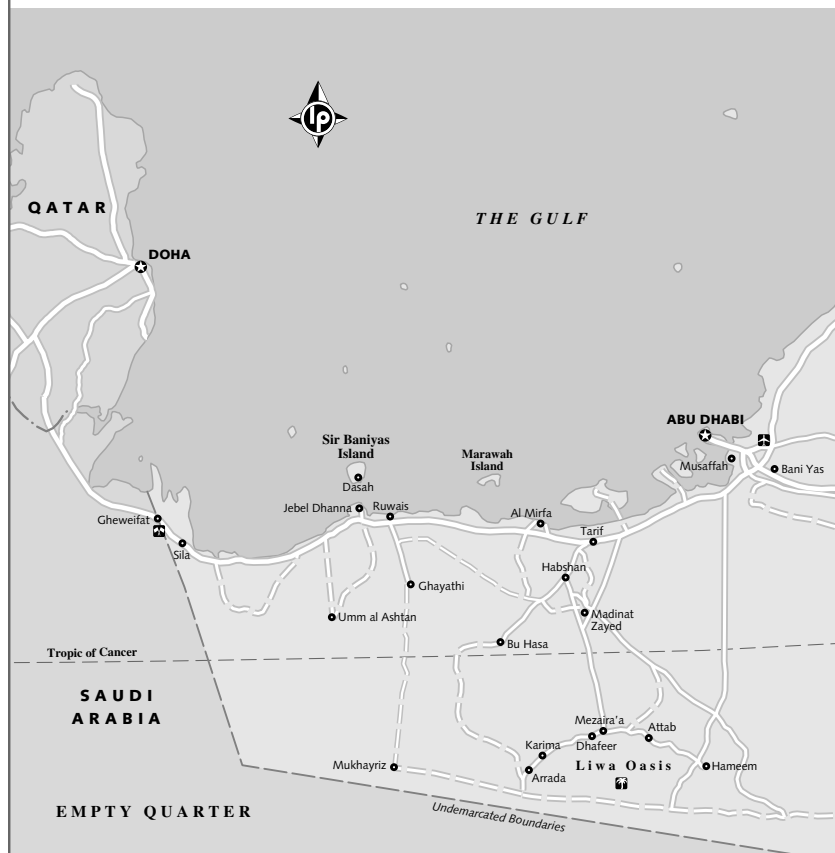 lp
THE GULF
QATAR
DOHA
ABU DHABI
Musaffah
Bani Yas
Sir Baniyas
Island
Dasah
Marawah
Island
Jebel Dhanna
Ruwais
Al Mirfa
Gheweifat
Sila
Tarif
Habshan
Ghayathi
Umm al Ashtan
Madinat
Zayed
Bu Hasa
Tropic of Cancer
SAUDI
ARABIA
Mezaira'a
Attab
Dhafeer
Karima
Arrada
Liwa Oasis
Hameem
Mukhayriz
EMPTY QUARTER
Undemarcated Boundaries